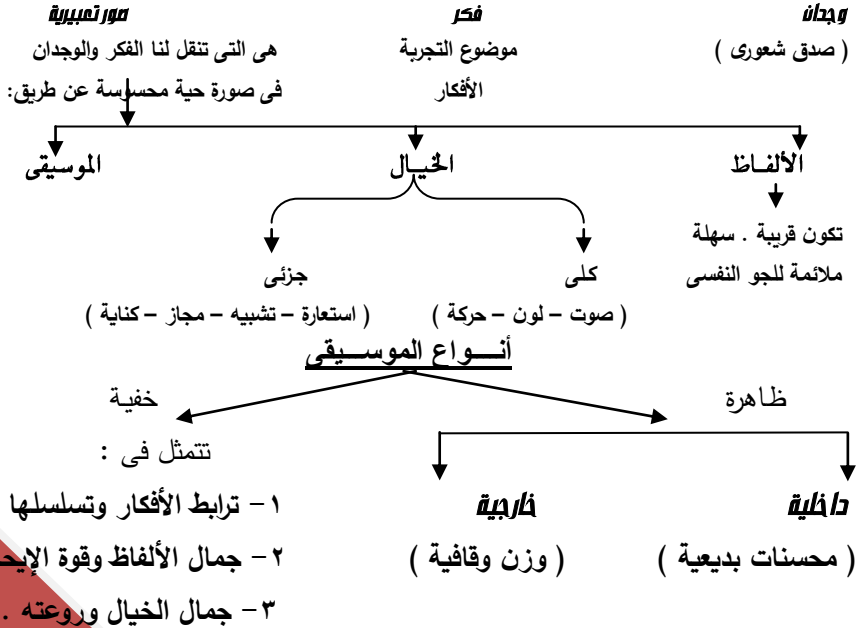 وجدان فكر صور تعبيرية
( صدق شعورى ) موضوع التجربة هى التى تنقل لنا الفكر والوجدان
الأفكار فى صورة حية محسوسة عن طريق:
الألفـاظ الخيـال الموسيقى
تكون قريبة . سهلة
ملائمة للجو النفسى كلى جزئى
( صوت – لون – حركة ) ( استعارة – تشبيه – مجاز – كناية )
أنــــواع الموســـيقى
ظاهرة خفية
تتمثل فى :
داخلية خارجية ١- ترابط الأفكار وتسلسلها
( محسنات بديعية ) ( وزن وقافية ) ٢- جمال الألفاظ وقوة
٣- جمال الخيال وروعته .